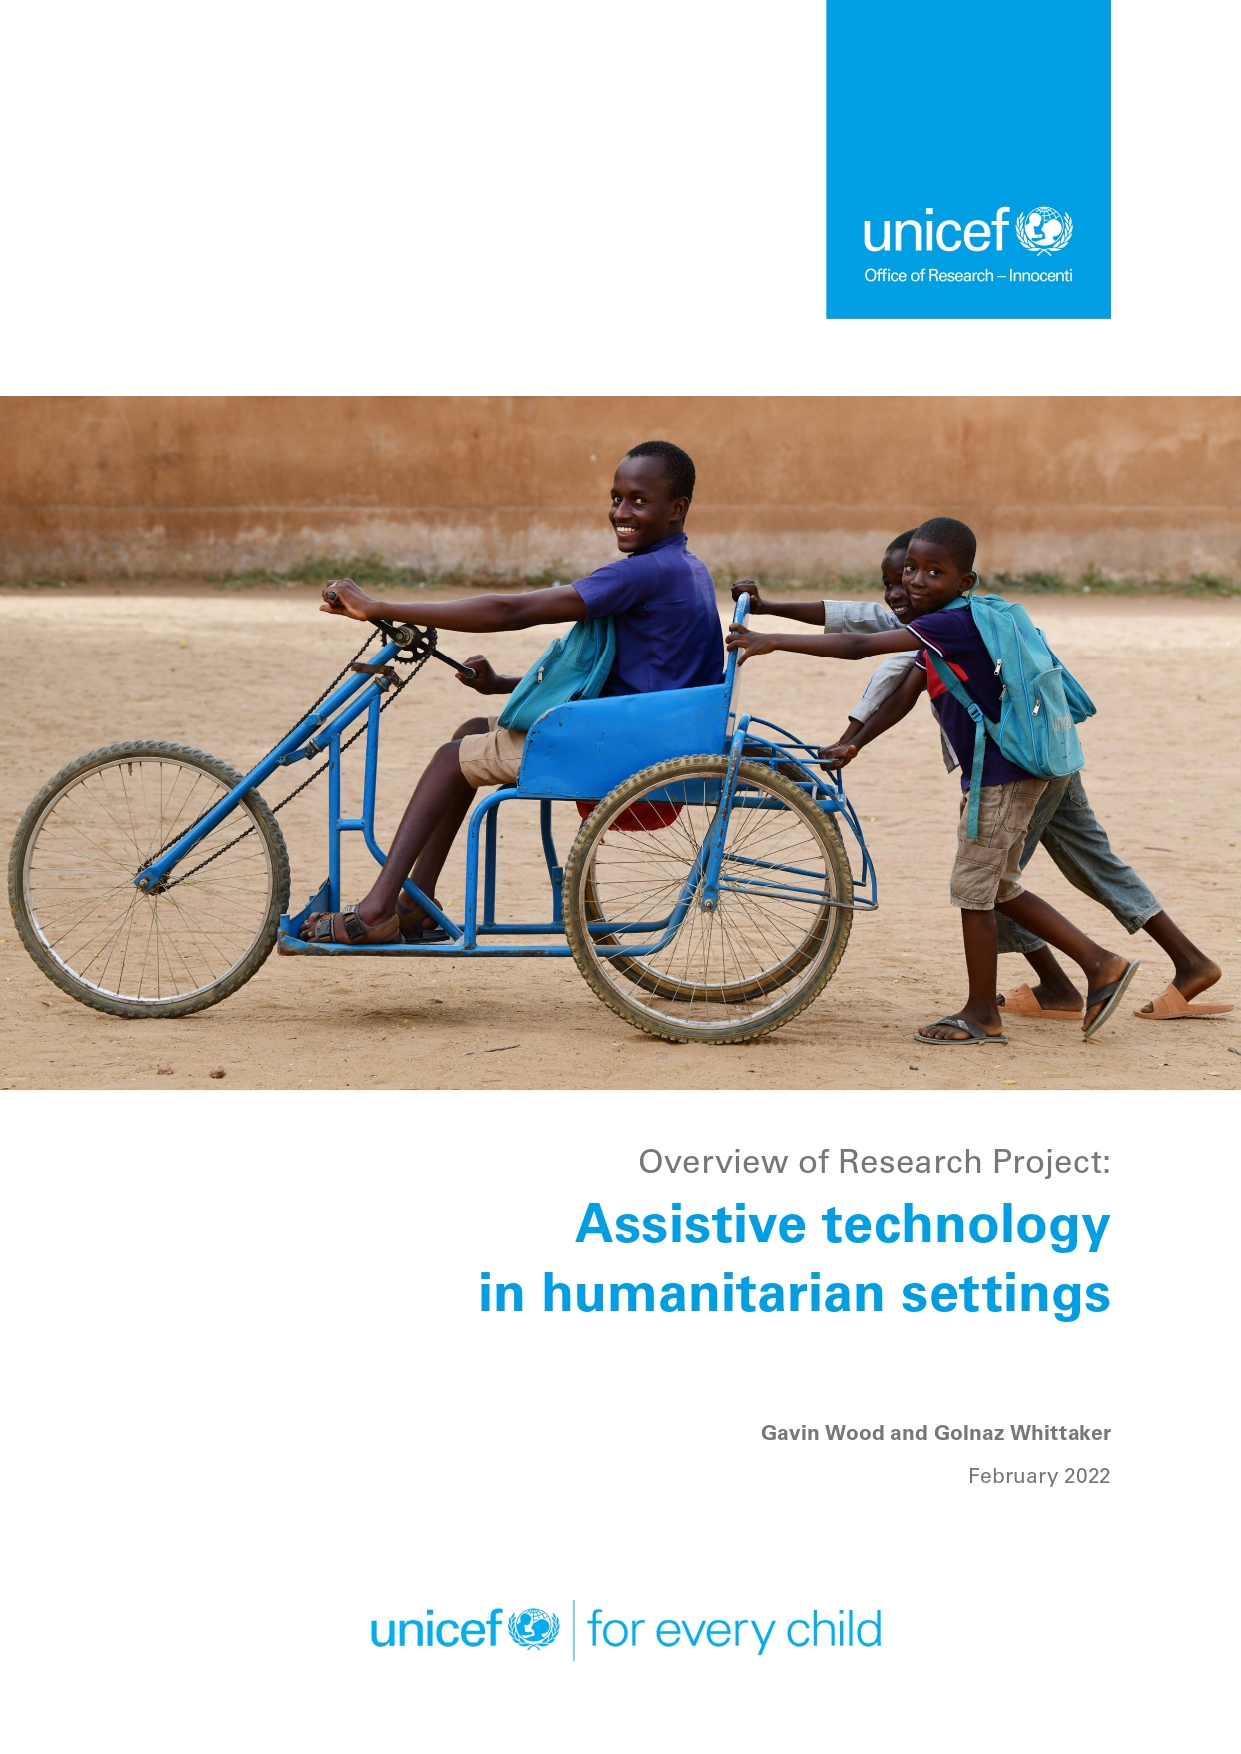 unicef
Office of Research – Innocenti
Overview of Research Project:
Assistive technology
in humanitarian settings
Gavin Wood and Golnaz Whittaker
February 2022
unicef for every child